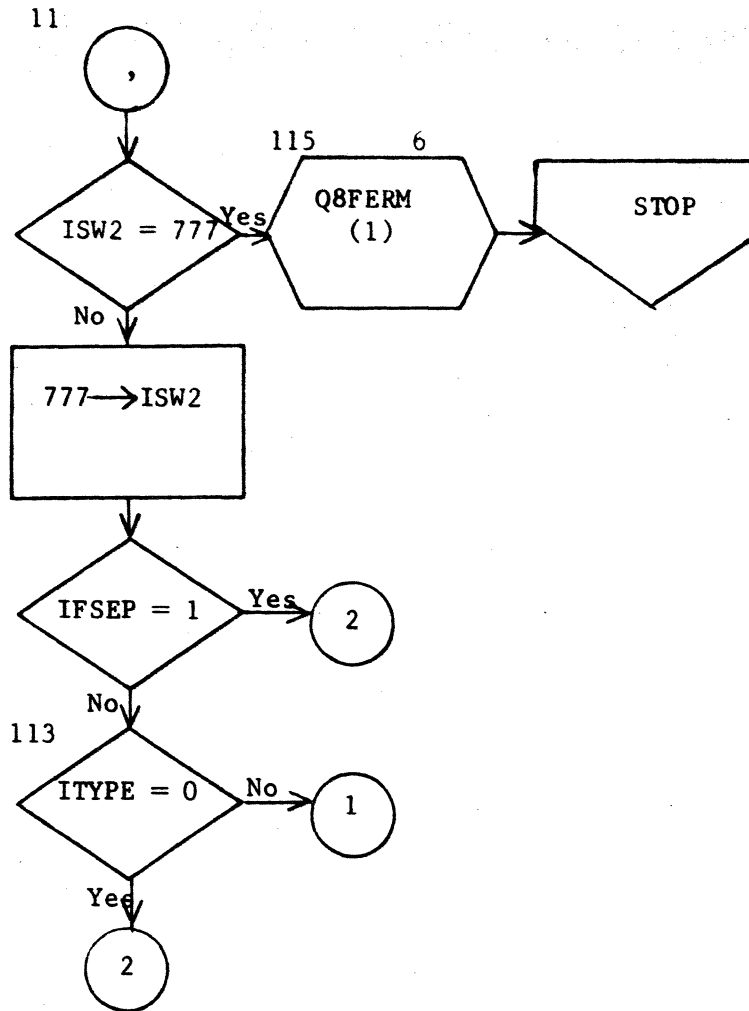 11
,
115 6
ISW2 = 777
Yes
Q8FERM
(1)
STOP
No
777→ISW2
IFSEP = 1
Yes
2
No
113
ITYPE = 0
No
1
Yes
2